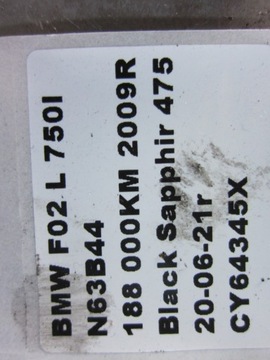 BMW F02 L 750I
N63B44
188 000KM 2009R
Black Sapphir 475
20-06-21r
CY64345X